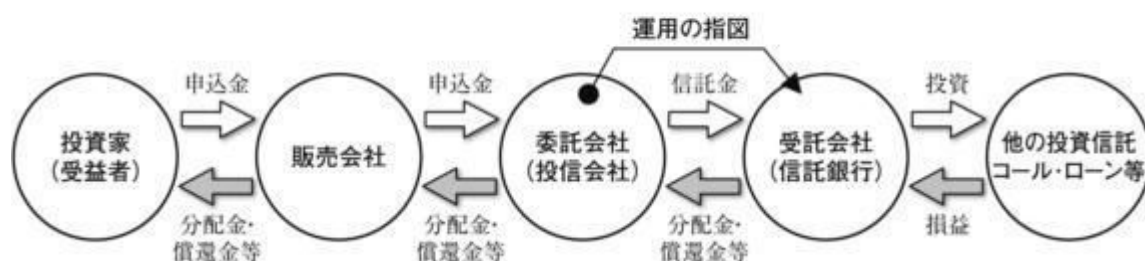 運用の指図
申込金
申込金
信託金
投資
投資家
（受益者）
販売会社
委託会社
（投信会社）
受託会社
（信託銀行）
他の投資信託
コール・ローン等
分配金・
償還金等
分配金・
償還金等
分配金・
償還金等
損益